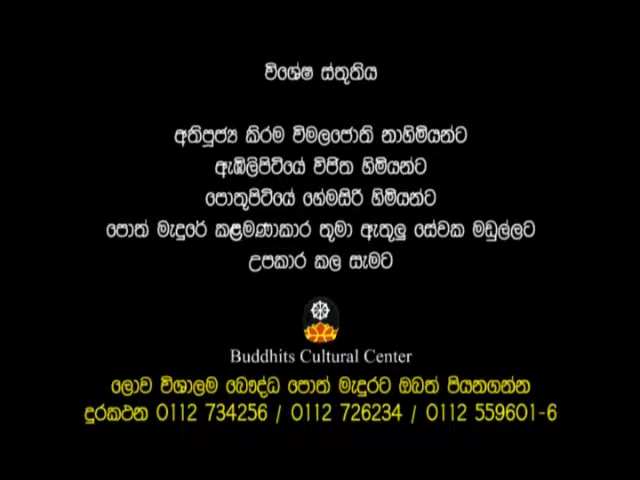 විශේෂ ස්තූතිය
අතිපූජ්‍ය කිරම විමලජෝති නාහිමියන්ට
ඇඹිලිපිටියේ විජිත හිමියන්ට
පොතුපිටියේ හේමසිරි හිමියන්ට
පොත් මැදුරේ කළමණාකාර තුමා ඇතුලු සේවක මඩුල්ලට
උපකාර කල සැමට
Buddhits Cultural Center
ලොව විශාලම බෞද්ධ පොත් මැදුරට ඔබත් පියනගන්න
දුරකථන 0112 734256 / 0112 726234 / 0112 559601-6